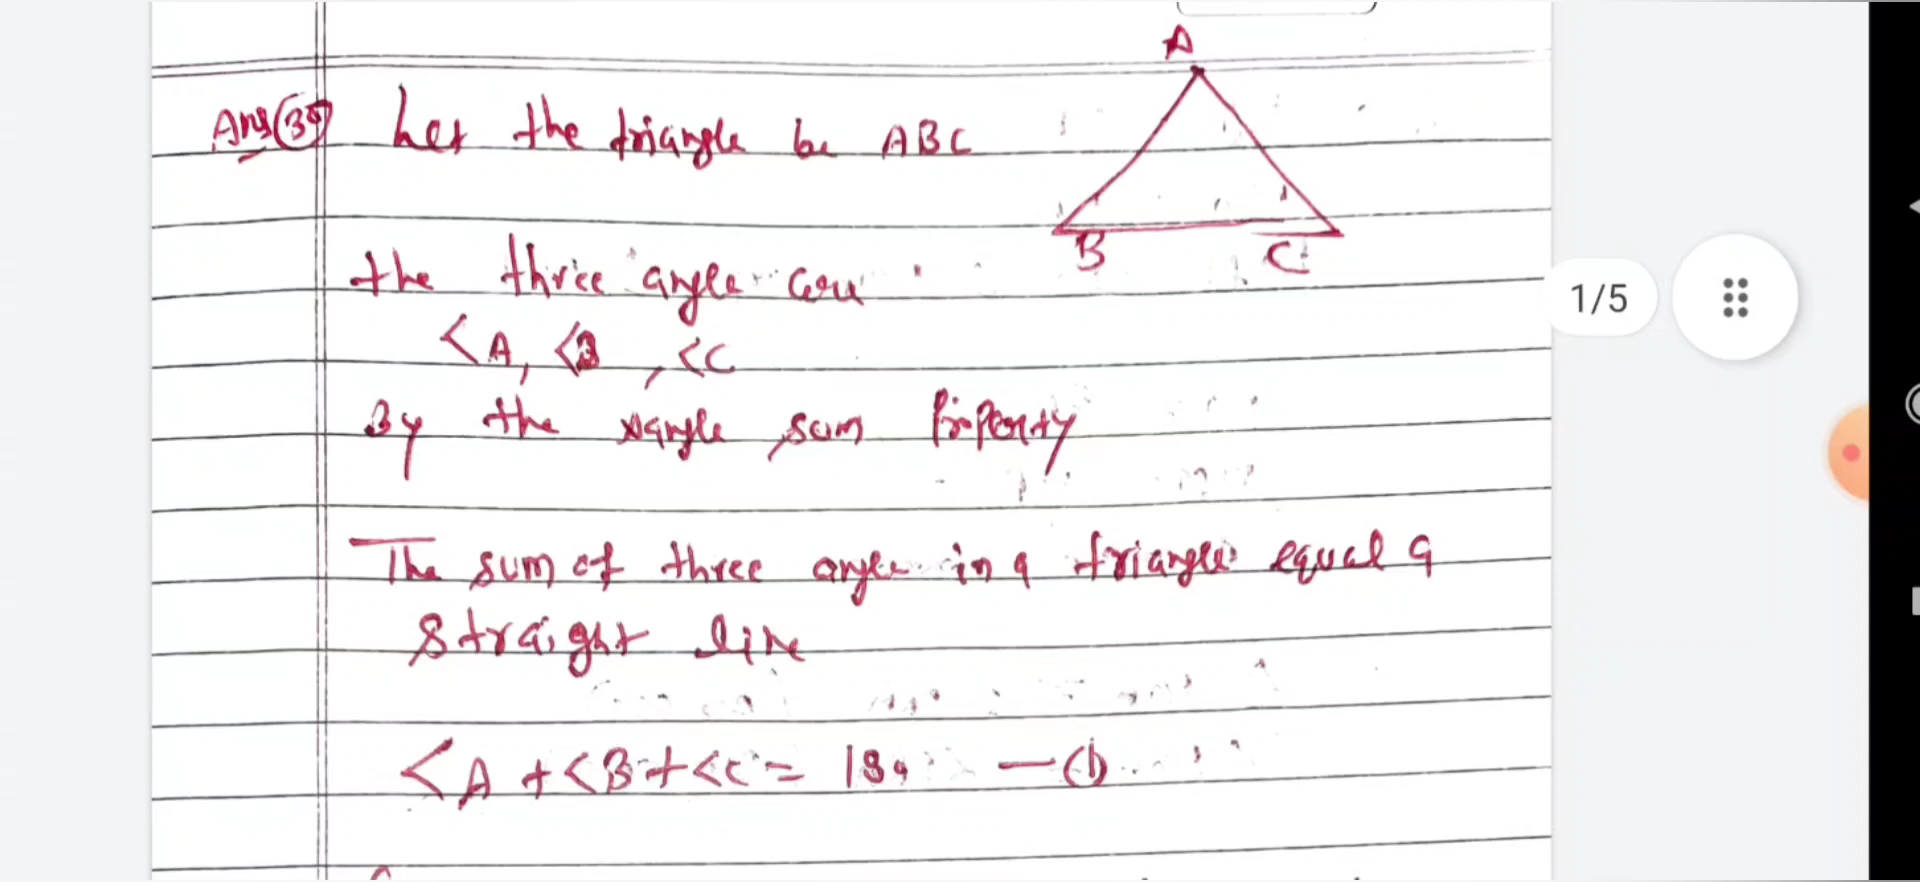 A
Ans 35 Let the triangle be ABC
B C
the three angle are
<A, <B, <C
1/5
By the angle sum Property
The sum of three angle in a triangle equal a
straight line
<A + <B + <C = 180 — (1)